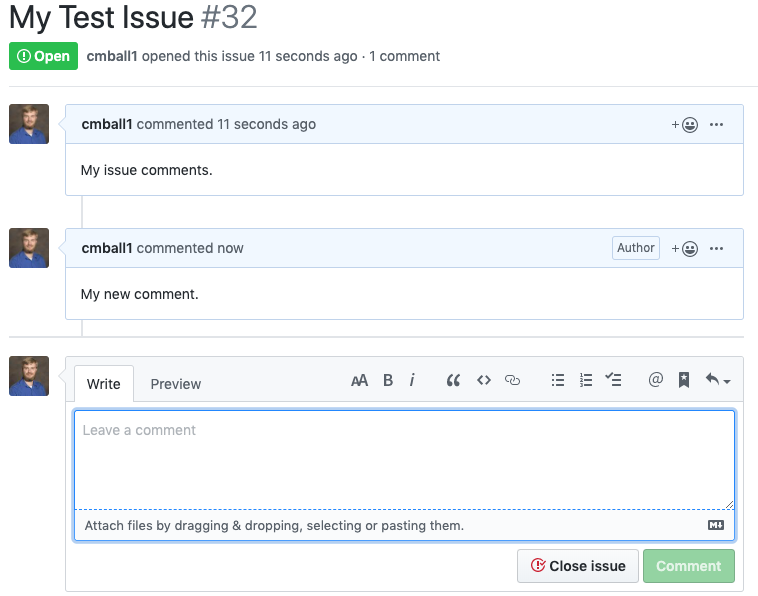 My Test Issue #32
Open cmball1 opened this issue 11 seconds ago · 1 comment
cmball1 commented 11 seconds ago
My issue comments.
cmball1 commented now Author
My new comment.
Write Preview AA B i @
Leave a comment
Attach files by dragging & dropping, selecting or pasting them.
Close issue Comment